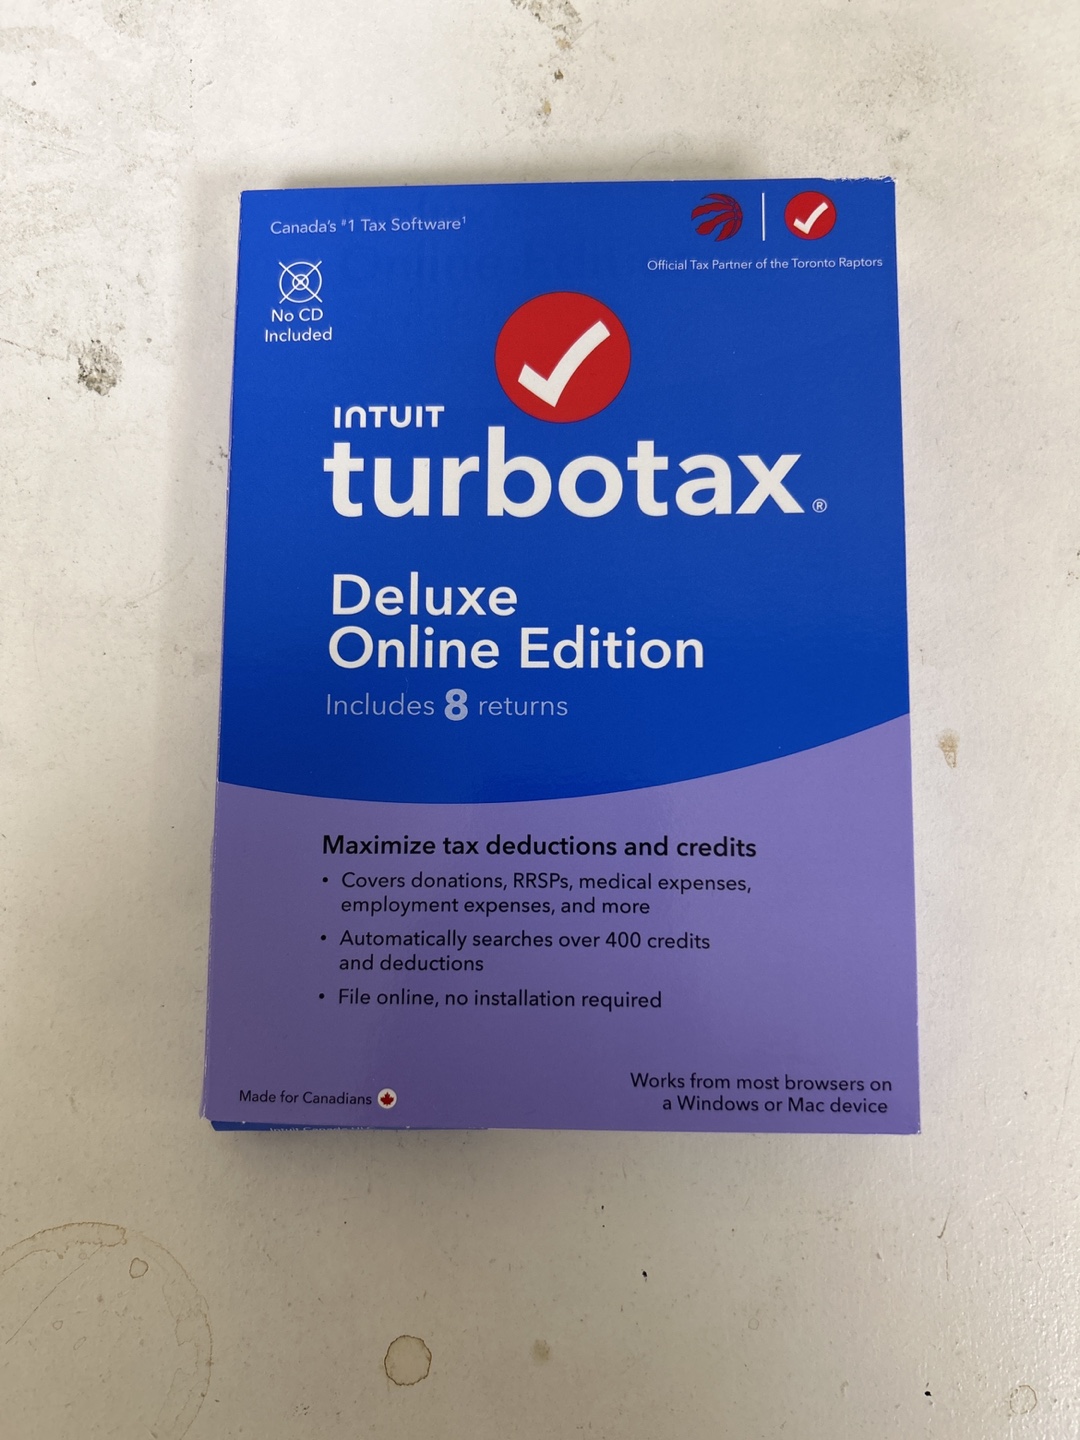 Canada's #1 Tax Software¹
Official Tax Partner of the Toronto Raptors
No CD
Included
INTUIT
turbotax®
Deluxe
Online Edition
Includes 8 returns
Maximize tax deductions and credits
• Covers donations, RRSPs, medical expenses,
employment expenses, and more
• Automatically searches over 400 credits
and deductions
• File online, no installation required
Made for Canadians
Works from most browsers on
a Windows or Mac device
Intuit Canada